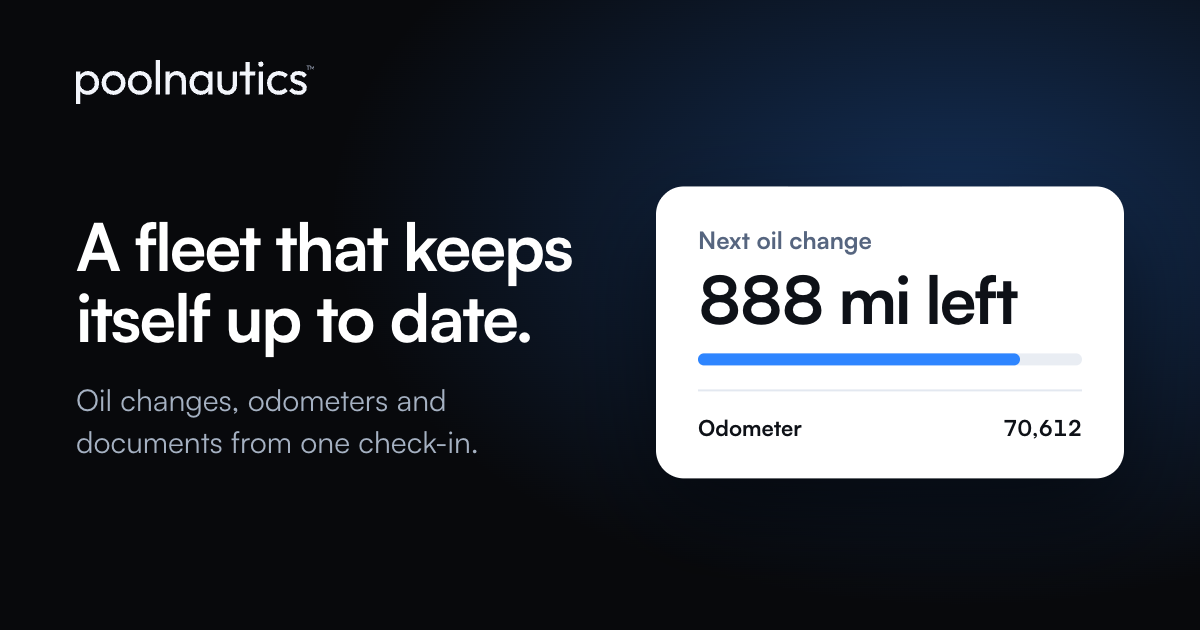 poolnautics™
A fleet that keeps
itself up to date.
Oil changes, odometers and
documents from one check-in.
Next oil change
888 mi left
Odometer 70,612